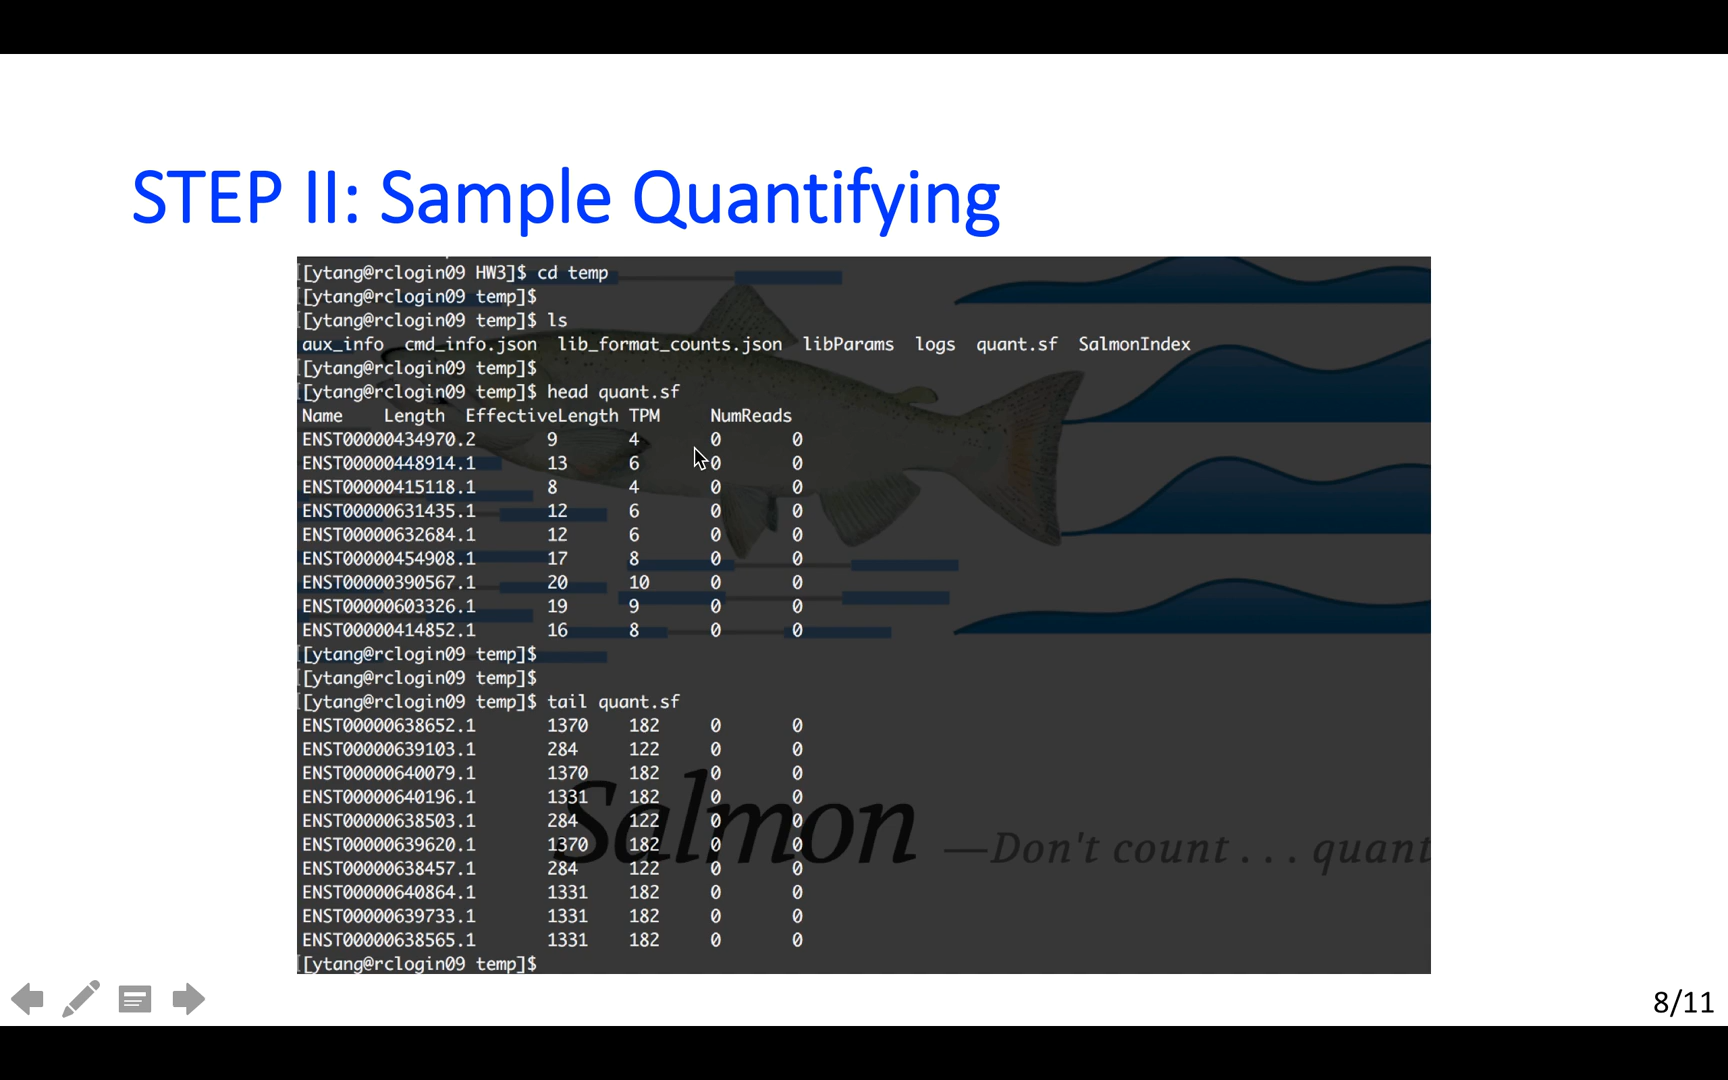 STEP II: Sample Quantifying
[[ytang@rclogin09 HW3]$ cd temp
[[ytang@rclogin09 temp]$
[[ytang@rclogin09 temp]$ ls
aux_info cmd_info.json lib_format_counts.json libParams logs quant.sf SalmonIndex
[[ytang@rclogin09 temp]$
[[ytang@rclogin09 temp]$ head quant.sf
Name Length EffectiveLength TPM NumReads
ENST00000434970.2 9 4 0 0
ENST00000448914.1 13 6 0 0
ENST00000415118.1 8 4 0 0
ENST00000631435.1 12 6 0 0
ENST00000632684.1 12 6 0 0
ENST00000454908.1 17 8 0 0
ENST00000390567.1 20 10 0 0
ENST00000603326.1 19 9 0 0
ENST00000414852.1 16 8 0 0
[[ytang@rclogin09 temp]$
[[ytang@rclogin09 temp]$
[[ytang@rclogin09 temp]$ tail quant.sf
ENST00000638652.1 1370 182 0 0
ENST00000639103.1 284 122 0 0
ENST00000640079.1 1370 182 0 0
ENST00000640196.1 1331 182 0 0
ENST00000638503.1 284 122 0 0
ENST00000639620.1 1370 182 0 0
ENST00000638457.1 284 122 0 0
ENST00000640864.1 1331 182 0 0
ENST00000639733.1 1331 182 0 0
ENST00000638565.1 1331 182 0 0
[[ytang@rclogin09 temp]$
Salmon —Don't count . . . quant
8/11